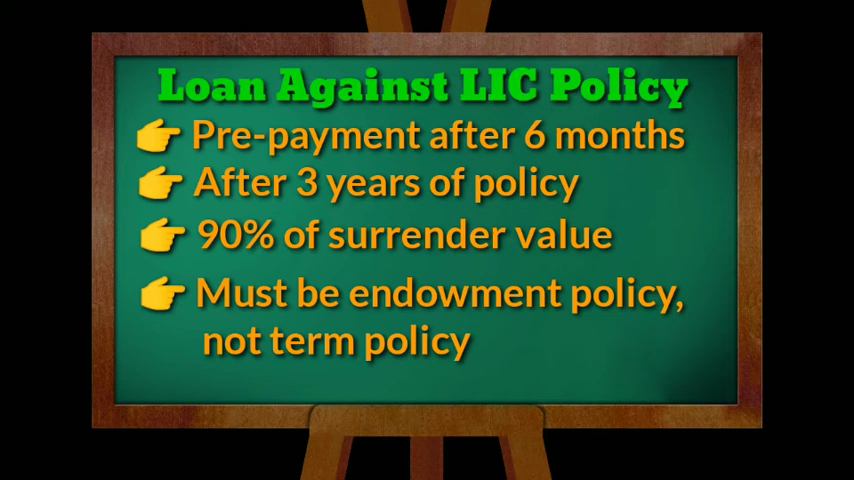 Loan Against LIC Policy
👉 Pre-payment after 6 months
👉 After 3 years of policy
👉 90% of surrender value
👉 Must be endowment policy,
not term policy